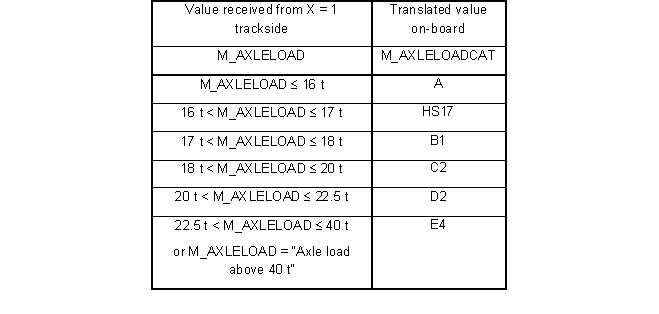 Value received from X = 1 trackside
Translated value on-board
M_AXLELOAD
M_AXLELOADCAT
M_AXLELOAD ≤ 16 t
A
16 t < M_AXLELOAD ≤ 17 t
HS17
17 t < M_AXLELOAD ≤ 18 t
B1
18 t < M_AXLELOAD ≤ 20 t
C2
20 t < M_AXLELOAD ≤ 22.5 t
D2
22.5 t < M_AXLELOAD ≤ 40 t
or M_AXLELOAD = "Axle load
above 40 t"
E4